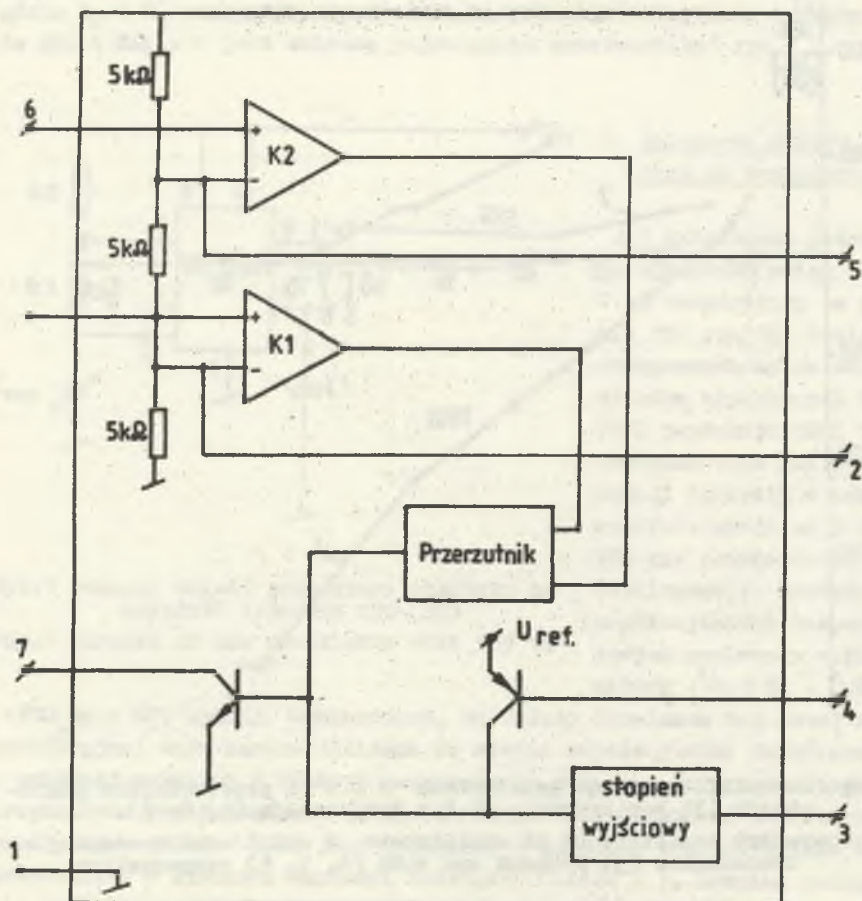 5kΩ
6
+
K2
-
5kΩ
5
+
K1
-
5kΩ
2
Przerzutnik
7
U ref.
4
stopień
wyjściowy
3
1